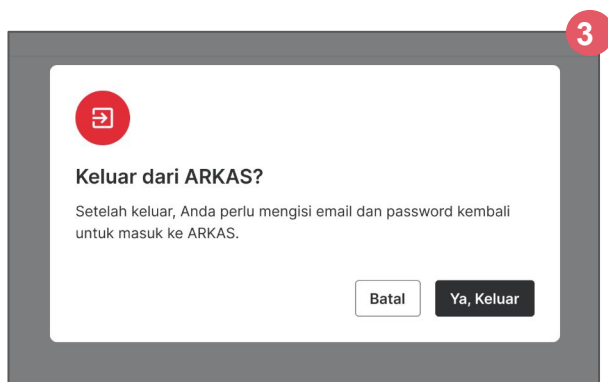 3
Keluar dari ARKAS?
Setelah keluar, Anda perlu mengisi email dan password kembali
untuk masuk ke ARKAS.
Batal
Ya, Keluar